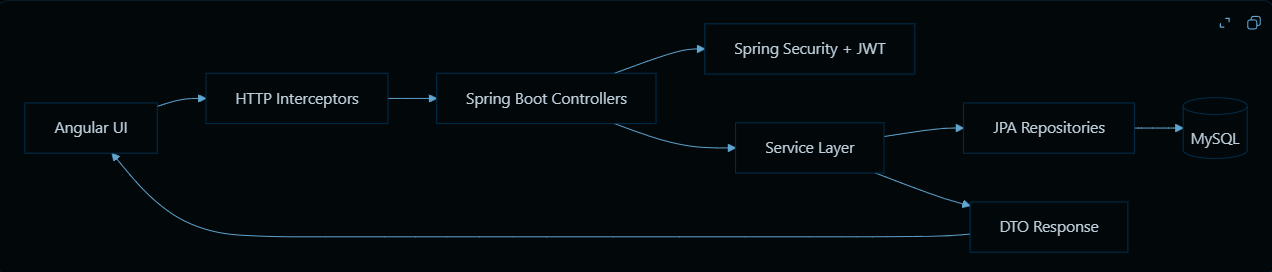 Spring Security + JWT
HTTP Interceptors
Spring Boot Controllers
Angular UI
JPA Repositories
Service Layer
MySQL
DTO Response